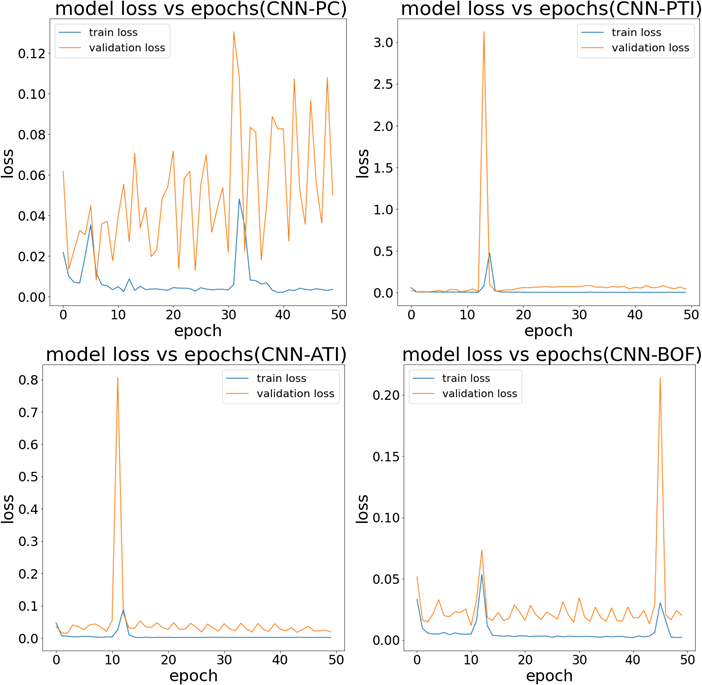 model loss vs epochs(CNN-PC)
train loss
validation loss
0.12
0.10
0.08
0.06
0.04
0.02
0.00
loss
0 10 20 30 40 50
epoch
model loss vs epochs(CNN-PTI)
train loss
validation loss
3.0
2.5
2.0
1.5
1.0
0.5
0.0
loss
0 10 20 30 40 50
epoch
model loss vs epochs(CNN-ATI)
train loss
validation loss
0.8
0.7
0.6
0.5
0.4
0.3
0.2
0.1
0.0
loss
0 10 20 30 40 50
epoch
model loss vs epochs(CNN-BOF)
train loss
validation loss
0.20
0.15
0.10
0.05
0.00
loss
0 10 20 30 40 50
epoch